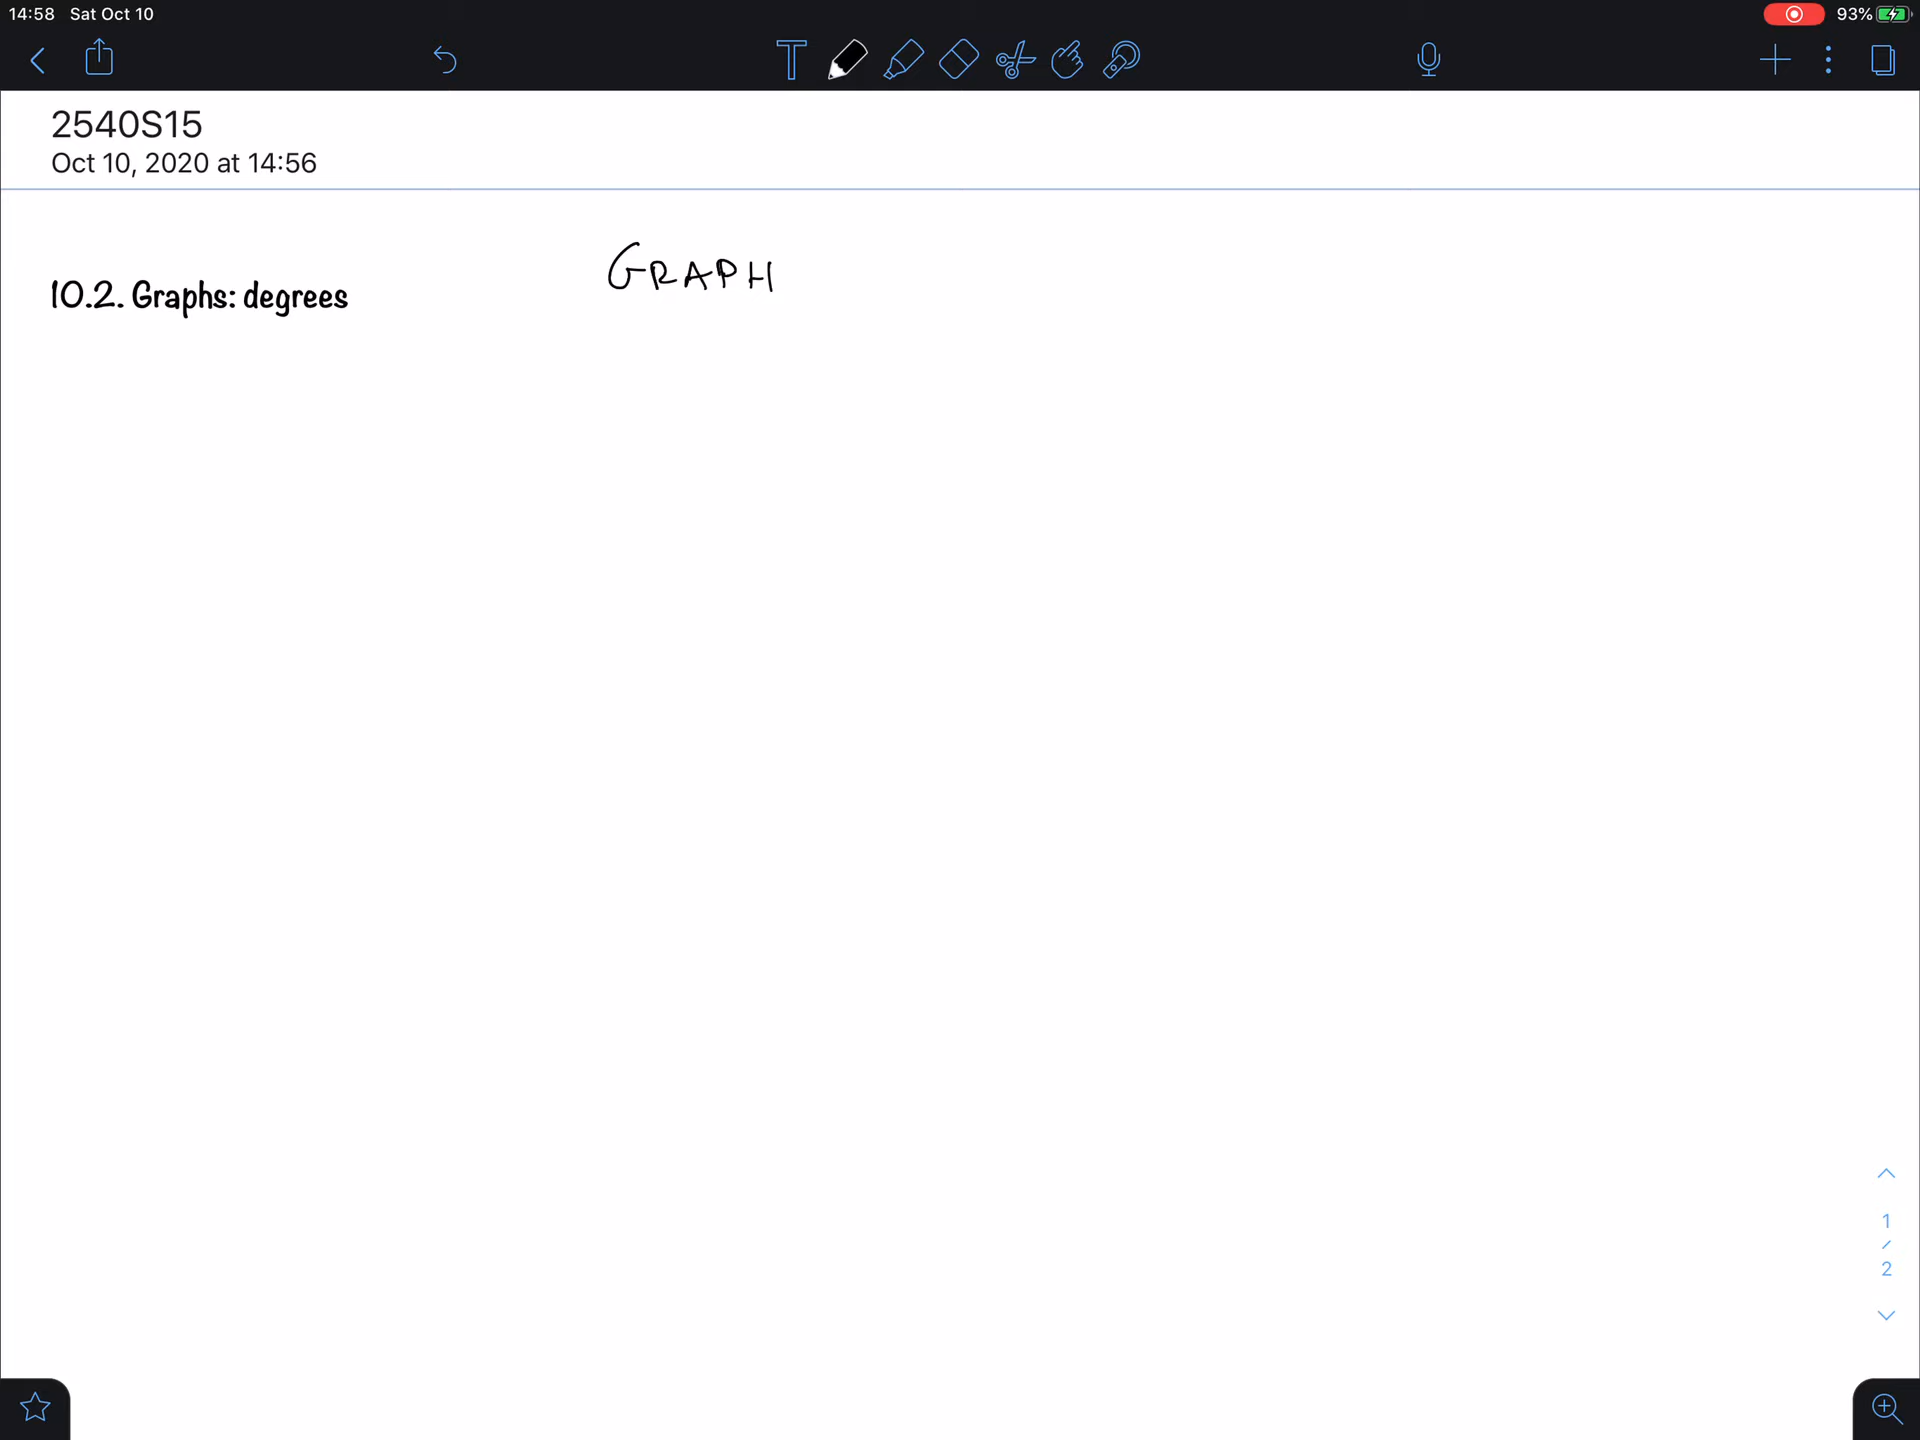 14:58 Sat Oct 10
93%
2540S15
Oct 10, 2020 at 14:56
GRAPH
10.2. Graphs: degrees
1
/
2